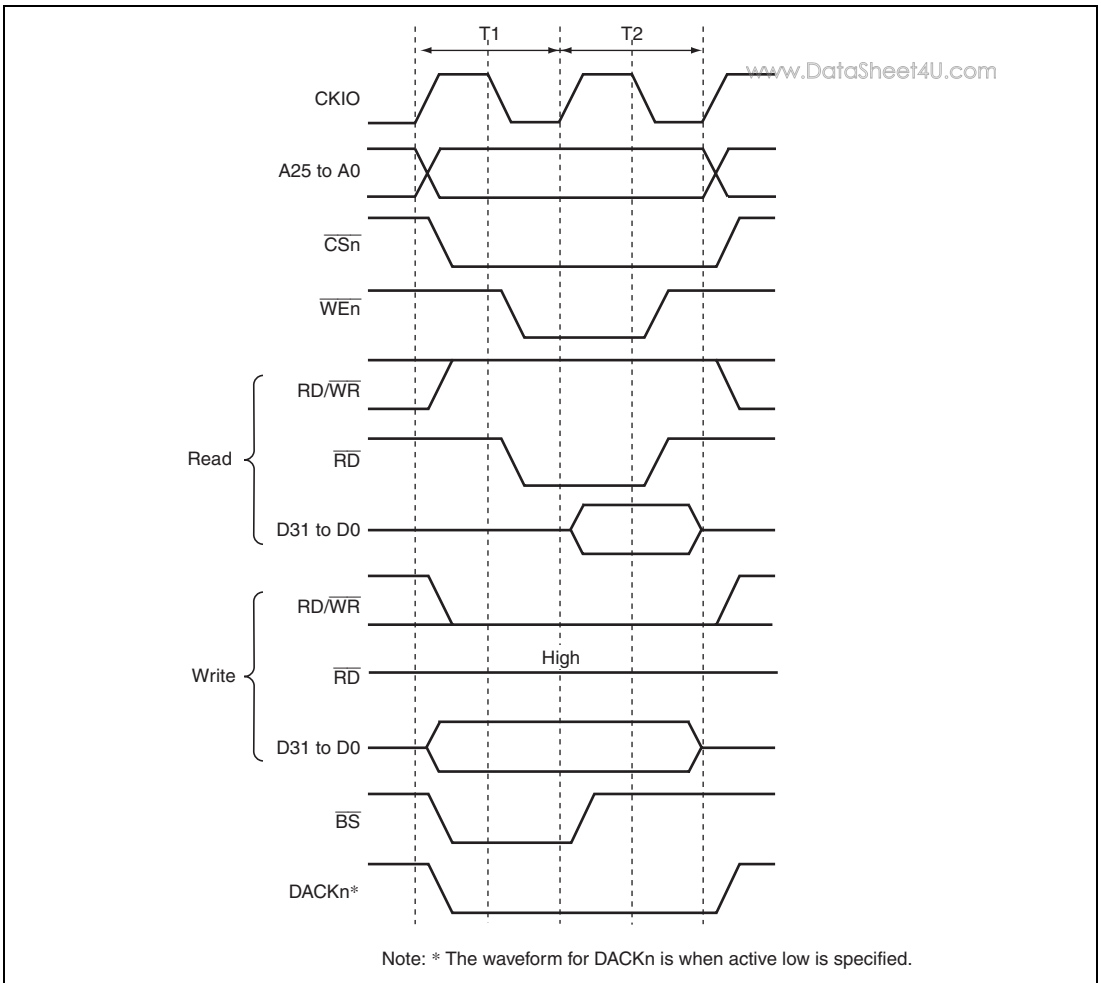 T1 T2
www.DataSheet4U.com
CKIO
A25 to A0
CSn
WEn
RD/WR
Read
RD
D31 to D0
RD/WR
High
Write
RD
D31 to D0
BS
DACKn*
Note: * The waveform for DACKn is when active low is specified.